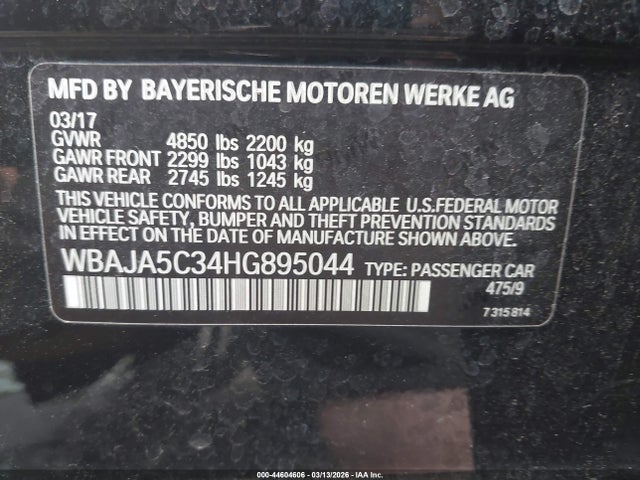 MFD BY BAYERISCHE MOTOREN WERKE AG
03/17
GVWR 4850 lbs 2200 kg
GAWR FRONT 2299 lbs 1043 kg
GAWR REAR 2745 lbs 1245 kg
THIS VEHICLE CONFORMS TO ALL APPLICABLE U.S.FEDERAL MOTOR
VEHICLE SAFETY, BUMPER AND THEFT PREVENTION STANDARDS
IN EFFECT ON THE DATE OF MANUFACTURE SHOWN ABOVE.
WBAJA5C34HG895044 TYPE: PASSENGER CAR
475/9
7 315 814
000-44604606 - 03/13/2026 - IAA Inc.